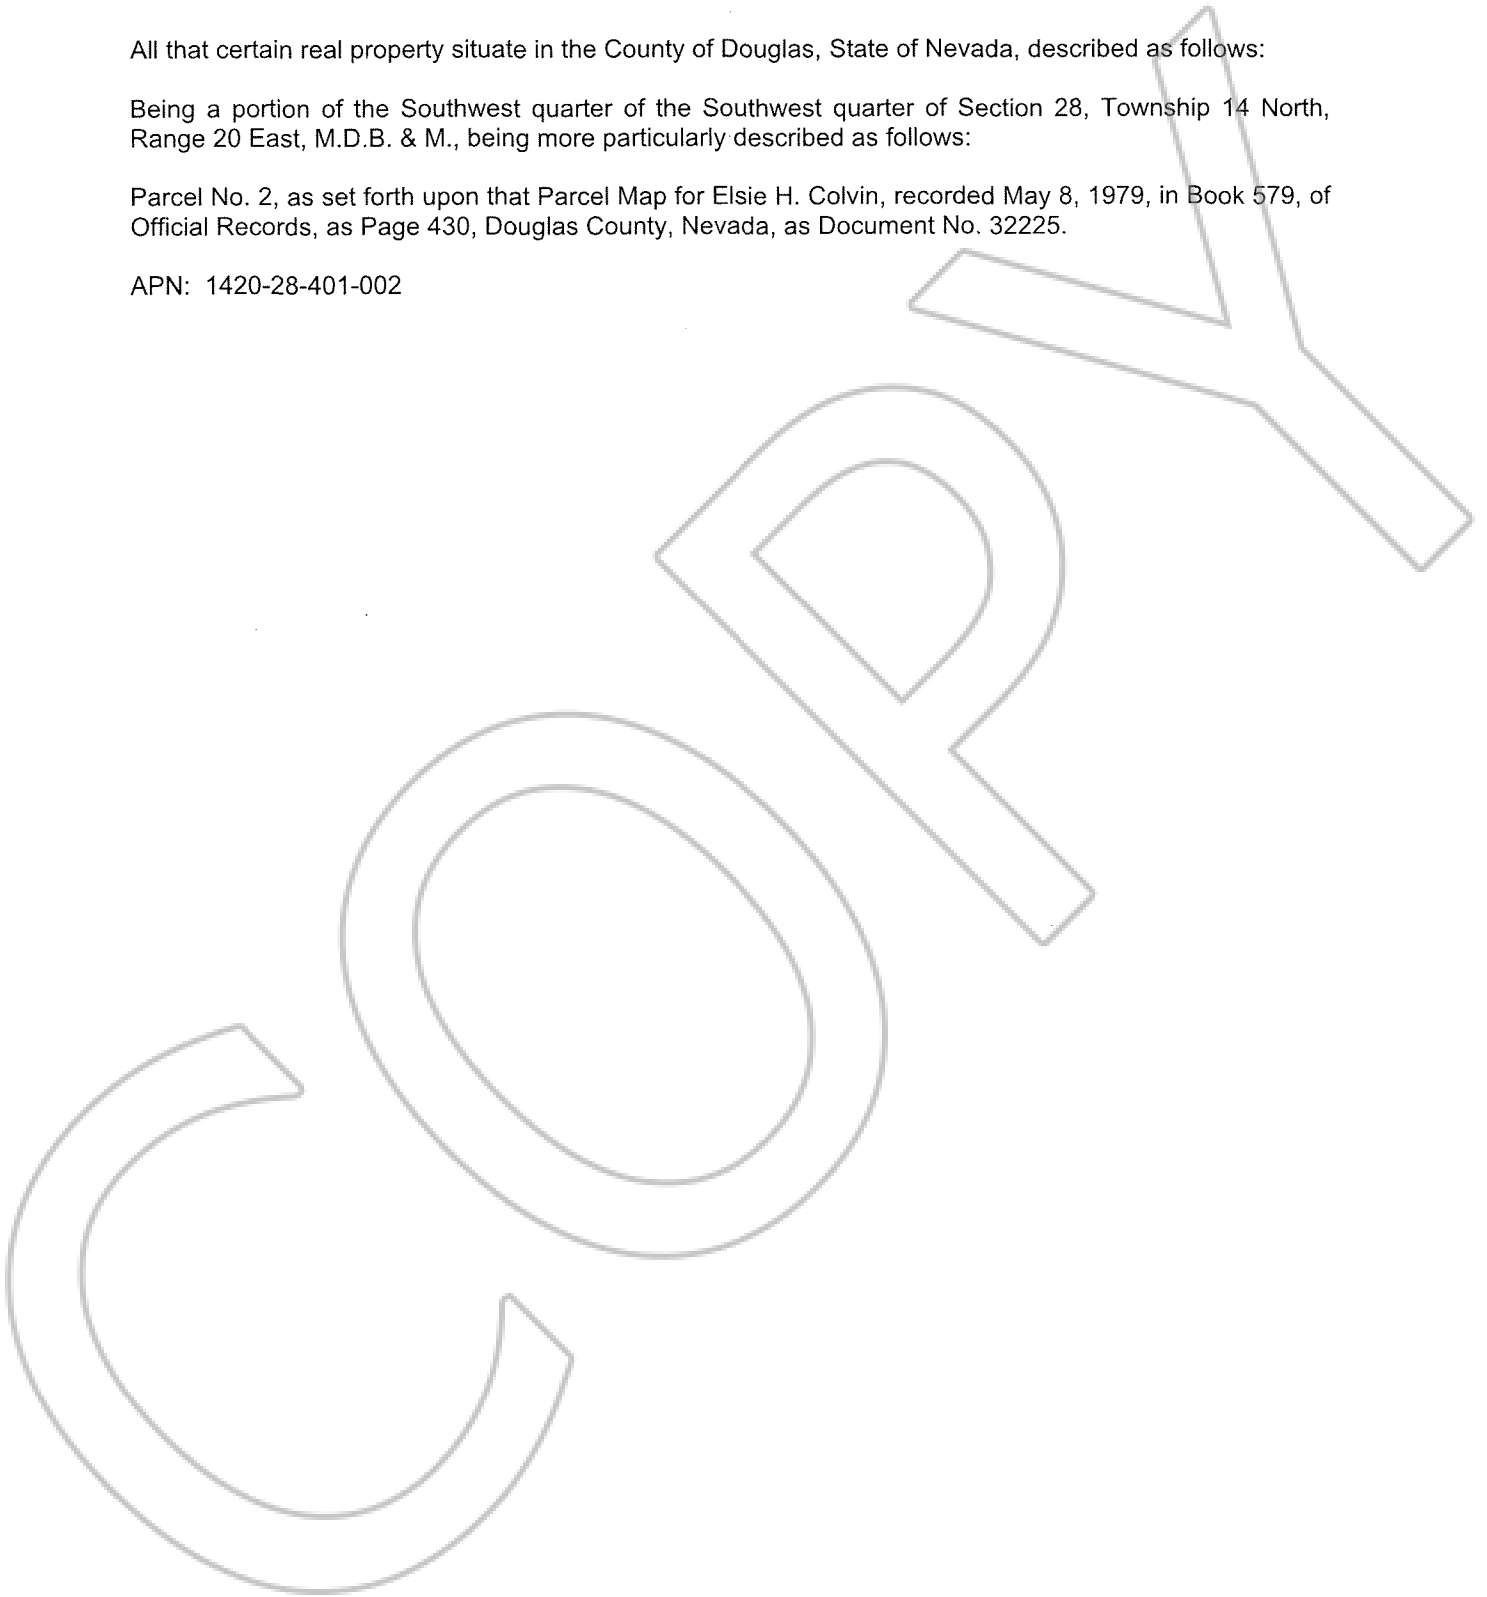 All that certain real property situate in the County of Douglas, State of Nevada, described as follows:
Being a portion of the Southwest quarter of the Southwest quarter of Section 28, Township 14 North,
Range 20 East, M.D.B. & M., being more particularly described as follows:
Parcel No. 2, as set forth upon that Parcel Map for Elsie H. Colvin, recorded May 8, 1979, in Book 579, of
Official Records, as Page 430, Douglas County, Nevada, as Document No. 32225.
APN:  1420-28-401-002
COPY